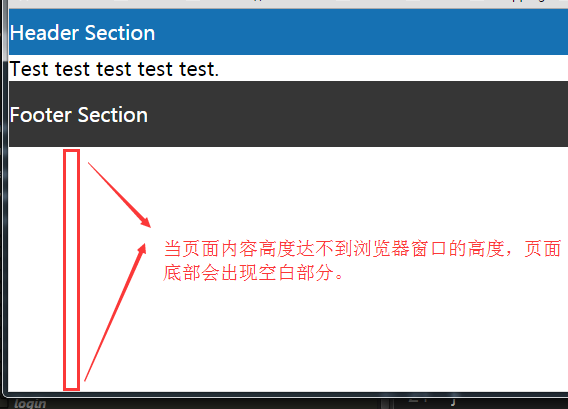 Header Section
Test test test test test.
Footer Section
当页面内容高度达不到浏览器窗口的高度，页面
底部会出现空白部分。
login